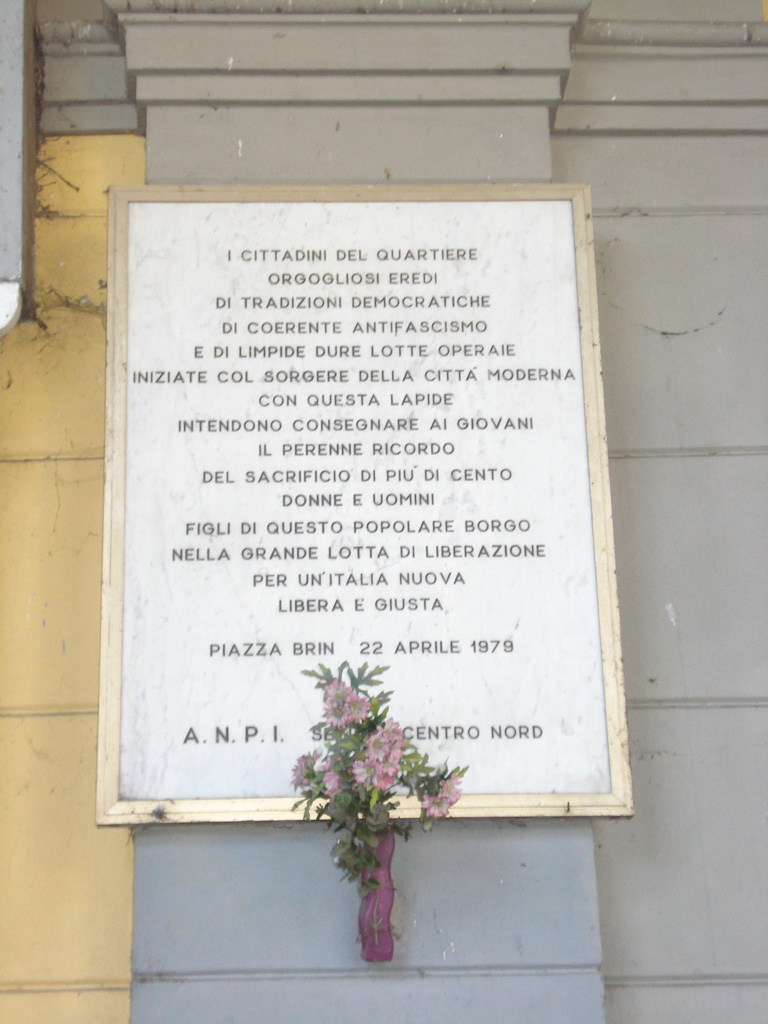 I CITTADINI DEL QUARTIERE
ORGOGLIOSI EREDI
DI TRADIZIONI DEMOCRATICHE
DI COERENTE ANTIFASCISMO
E DI LIMPIDE DURE LOTTE OPERAIE
INIZIATE COL SORGERE DELLA CITTÁ MODERNA
CON QUESTA LAPIDE
INTENDONO CONSEGNARE AI GIOVANI
IL PERENNE RICORDO
DEL SACRIFICIO DI PIÚ DI CENTO
DONNE E UOMINI
FIGLI DI QUESTO POPOLARE BORGO
NELLA GRANDE LOTTA DI LIBERAZIONE
PER UN'ITALIA NUOVA
LIBERA E GIUSTA
PIAZZA BRIN 22 APRILE 1979
A. N. P. I. CENTRO NORD